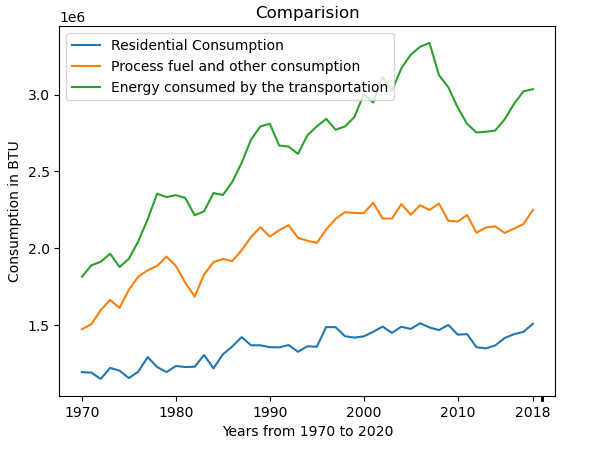 Comparision
1e6
Residential Consumption
Process fuel and other consumption
Energy consumed by the transportation
3.0
2.5
2.0
1.5
Consumption in BTU
1970 1980 1990 2000 2010 2018
Years from 1970 to 2020